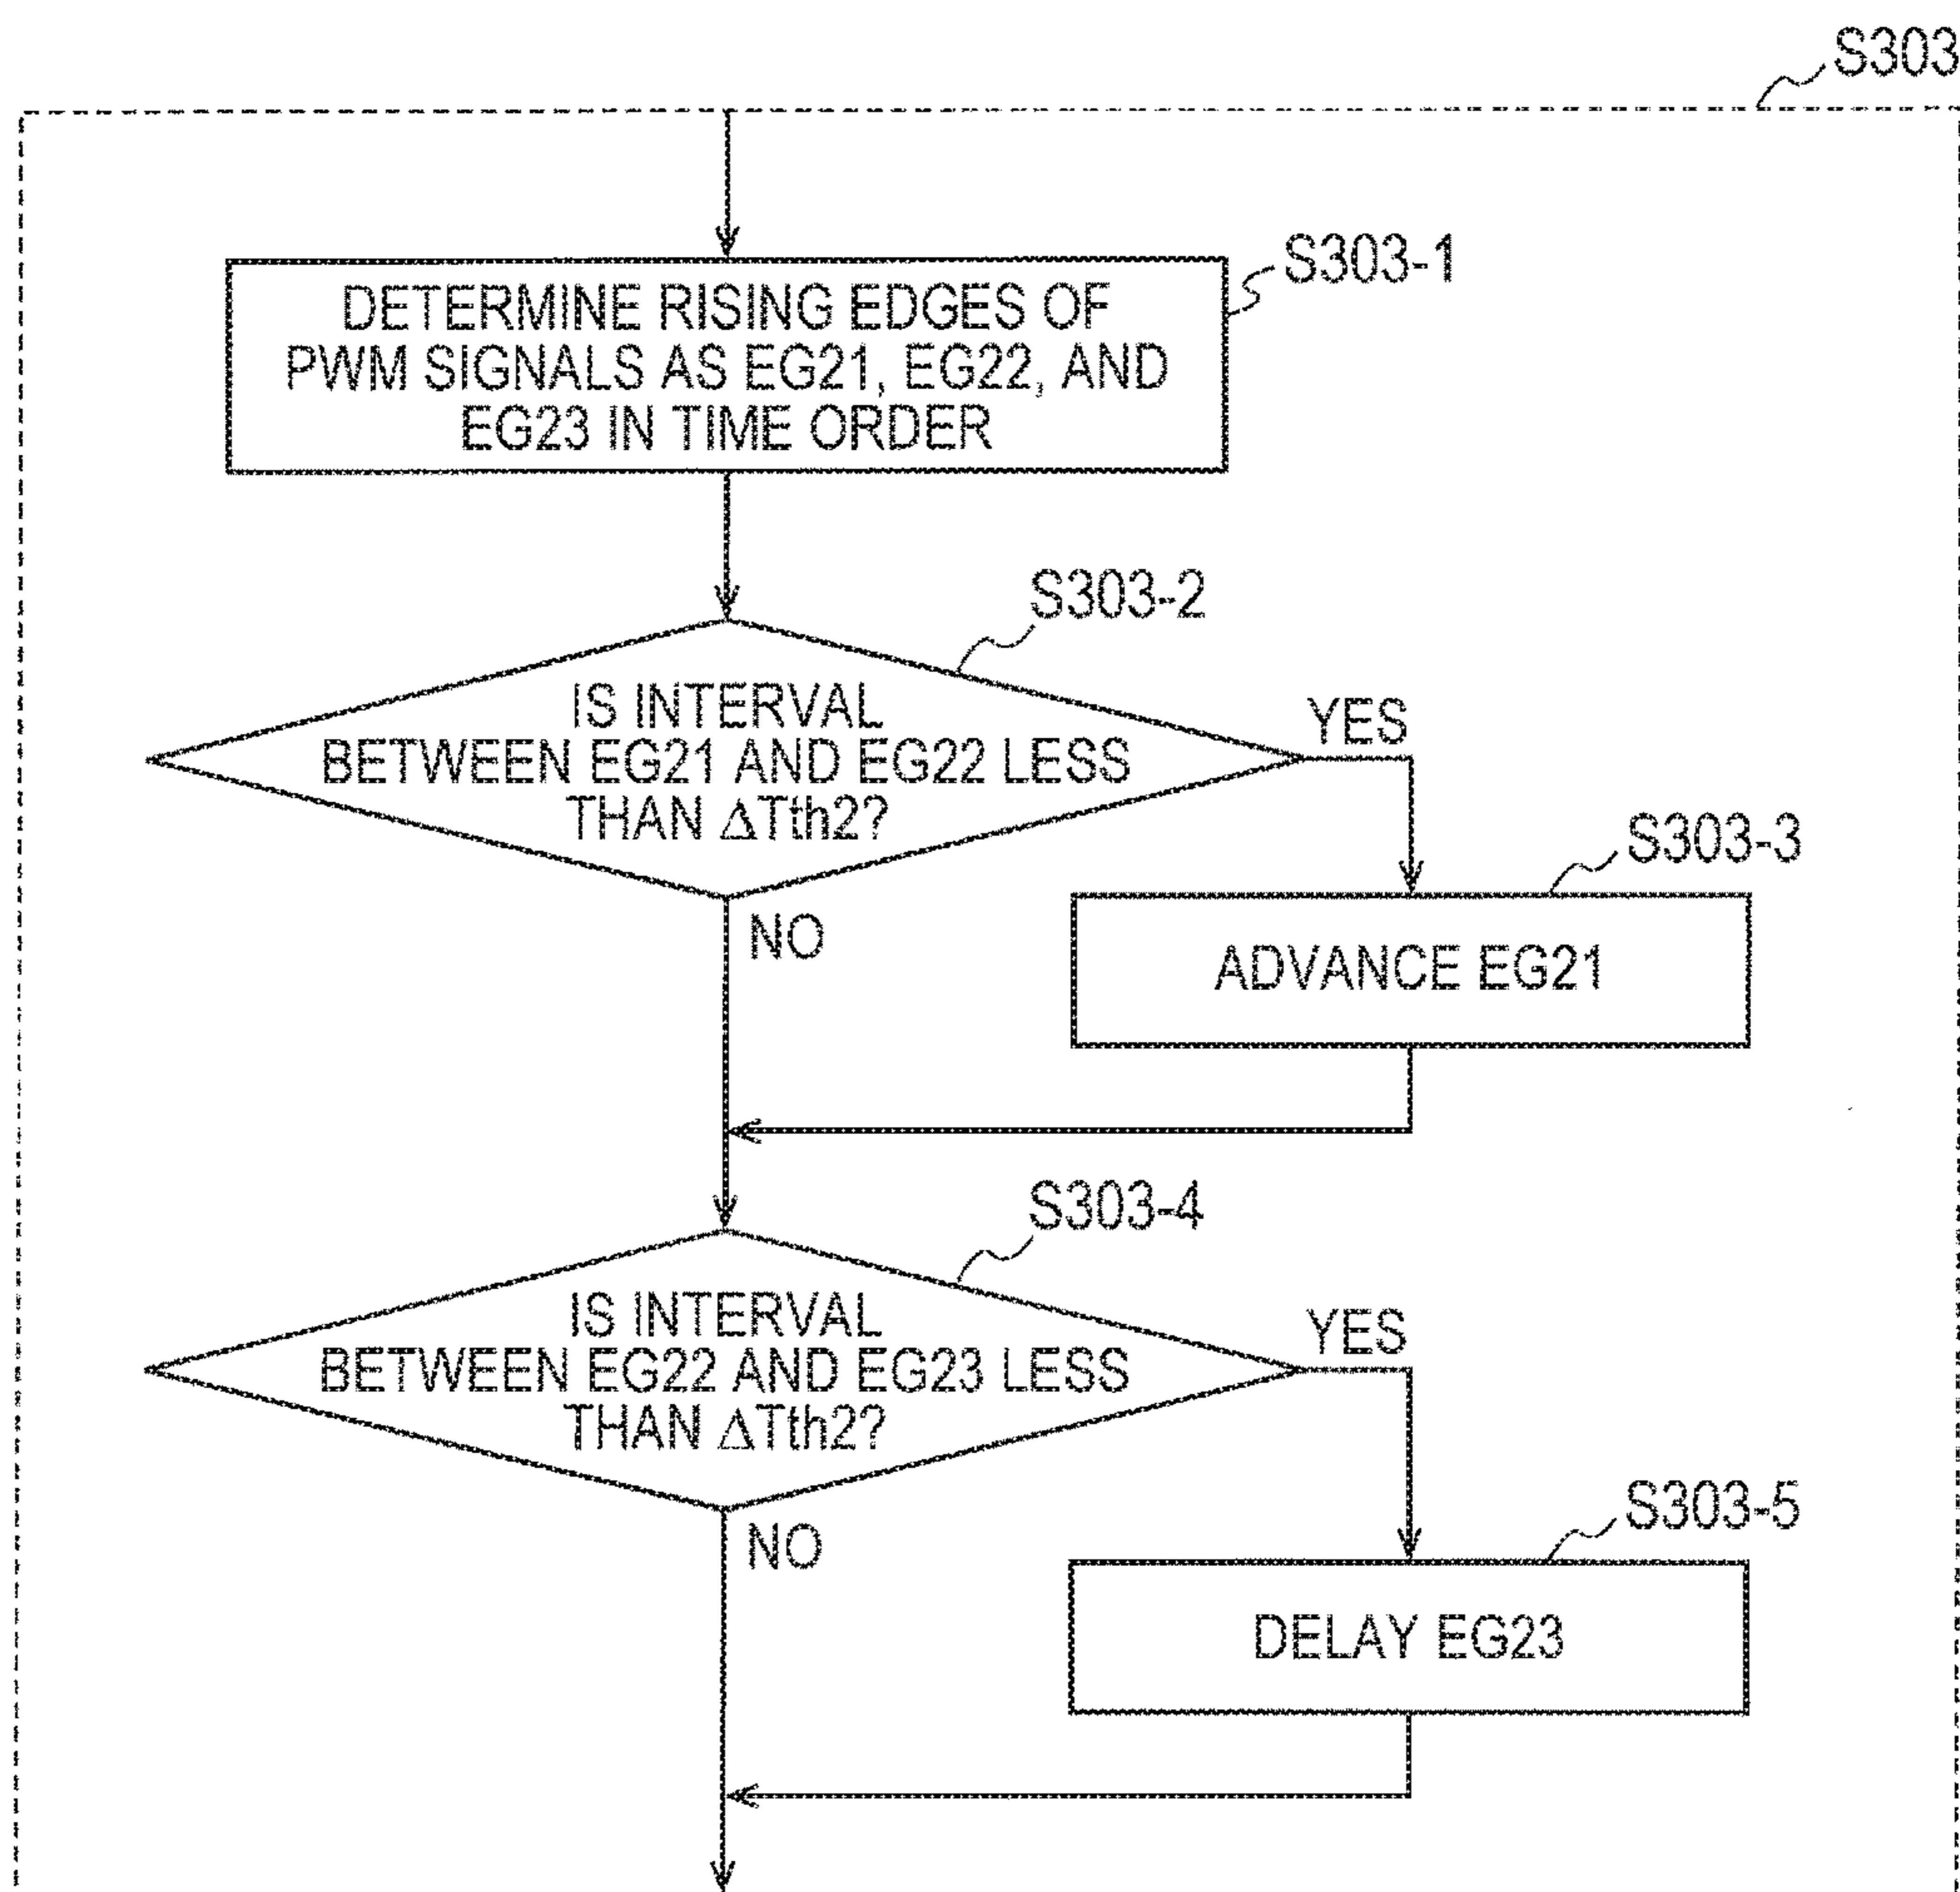 S303
S303-1
DETERMINE RISING EDGES OF
PWM SIGNALS AS EG21, EG22, AND
EG23 IN TIME ORDER
S303-2
IS INTERVAL
BETWEEN EG21 AND EG22 LESS
THAN ΔTth2?
YES
NO
S303-3
ADVANCE EG21
S303-4
IS INTERVAL
BETWEEN EG22 AND EG23 LESS
THAN ΔTth2?
YES
NO
S303-5
DELAY EG23